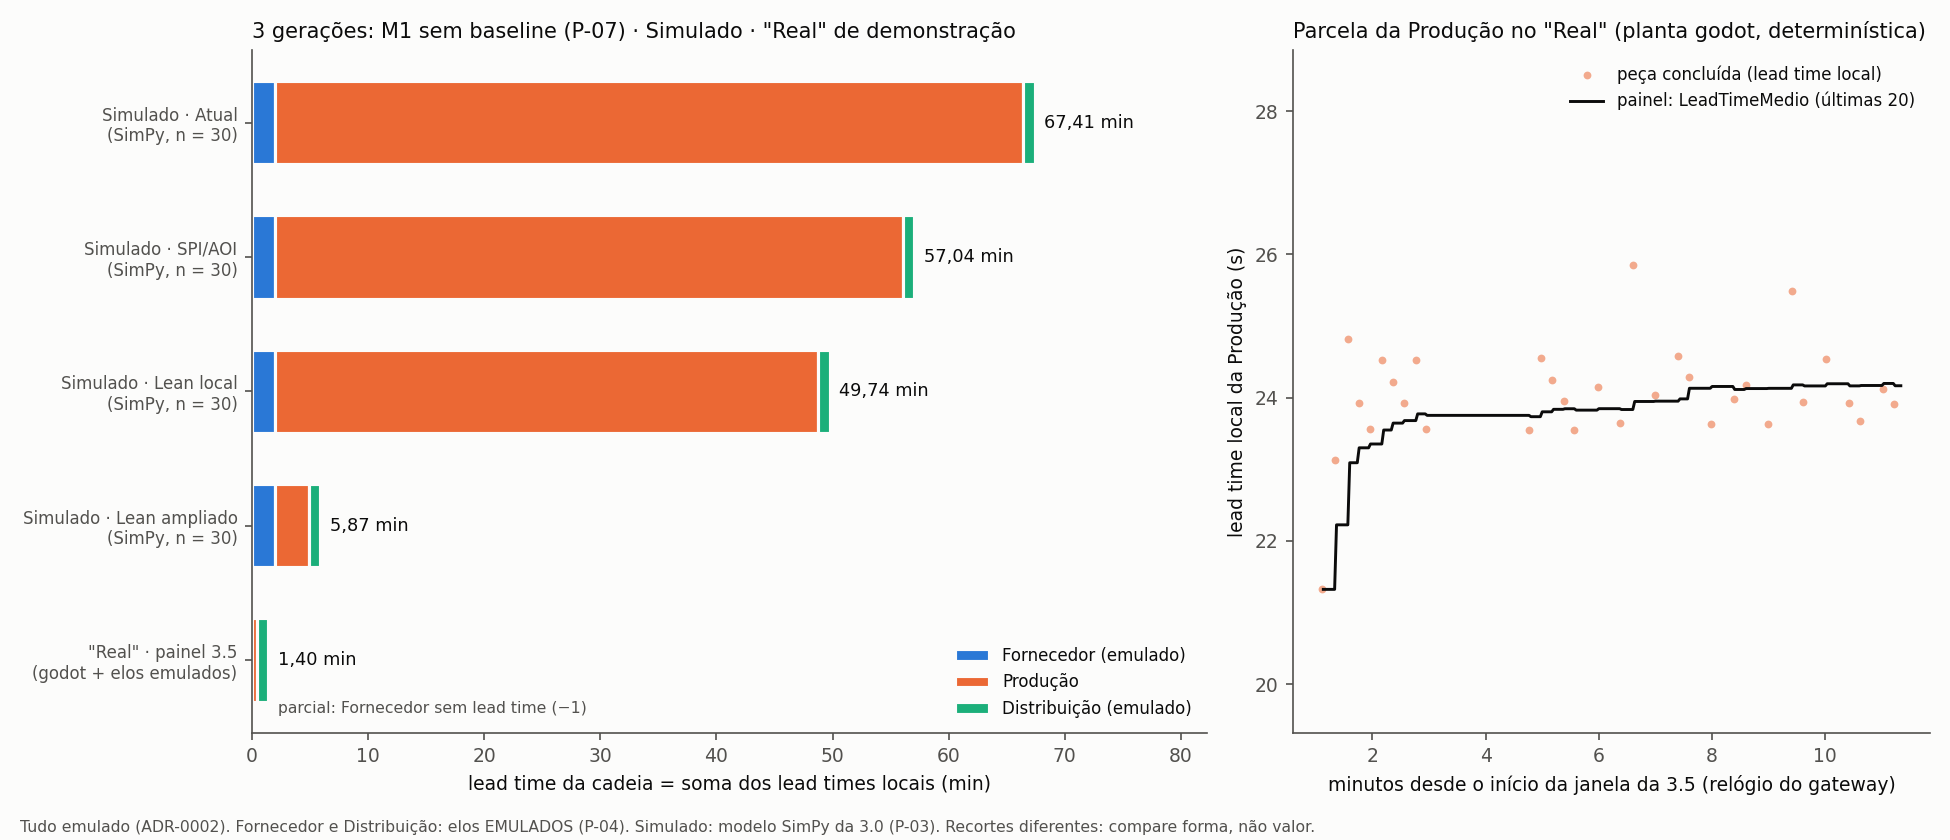 3 gerações: M1 sem baseline (P-07) · Simulado · "Real" de demonstração
Simulado · Atual
(SimPy, n = 30)
67,41 min
Simulado · SPI/AOI
(SimPy, n = 30)
57,04 min
Simulado · Lean local
(SimPy, n = 30)
49,74 min
Simulado · Lean ampliado
(SimPy, n = 30)
5,87 min
"Real" · painel 3.5
(godot + elos emulados)
1,40 min
parcial: Fornecedor sem lead time (−1)
Fornecedor (emulado)
Produção
Distribuição (emulado)
0 10 20 30 40 50 60 70 80
lead time da cadeia = soma dos lead times locais (min)
Parcela da Produção no "Real" (planta godot, determinística)
peça concluída (lead time local)
painel: LeadTimeMedio (últimas 20)
lead time local da Produção (s)
28
26
24
22
20
2 4 6 8 10
minutos desde o início da janela da 3.5 (relógio do gateway)
Tudo emulado (ADR-0002). Fornecedor e Distribuição: elos EMULADOS (P-04). Simulado: modelo SimPy da 3.0 (P-03). Recortes diferentes: compare forma, não valor.